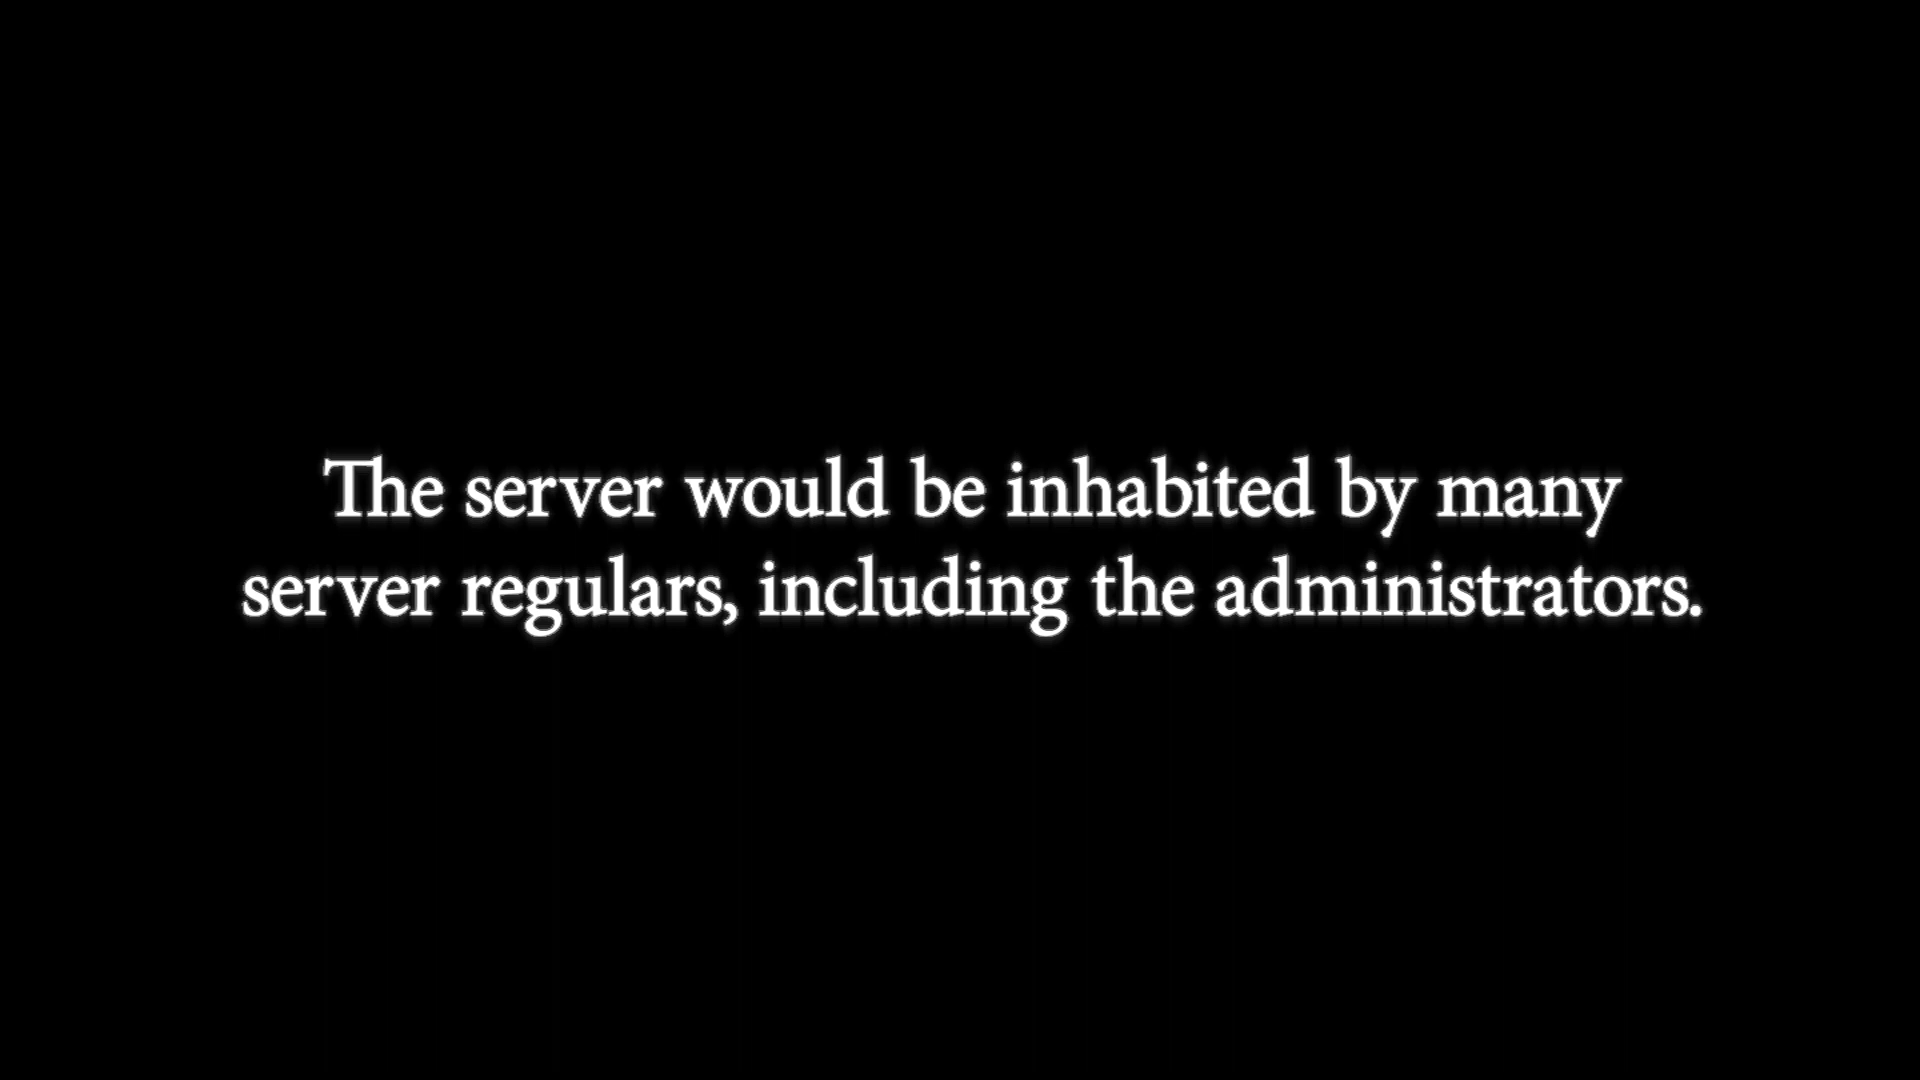 The server would be inhabited by many
server regulars, including the administrators.